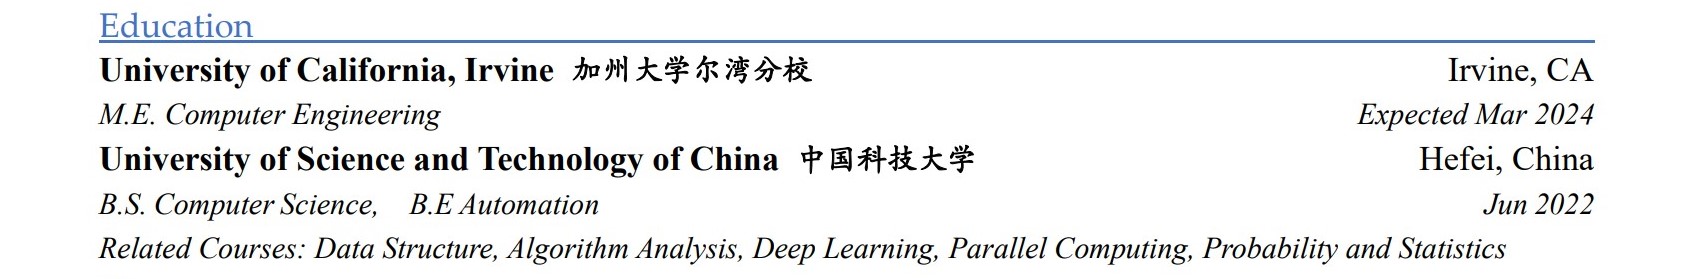 Education
University of California, Irvine 加州大学尔湾分校 Irvine, CA
M.E. Computer Engineering Expected Mar 2024
University of Science and Technology of China 中国科技大学 Hefei, China
B.S. Computer Science, B.E Automation Jun 2022
Related Courses: Data Structure, Algorithm Analysis, Deep Learning, Parallel Computing, Probability and Statistics